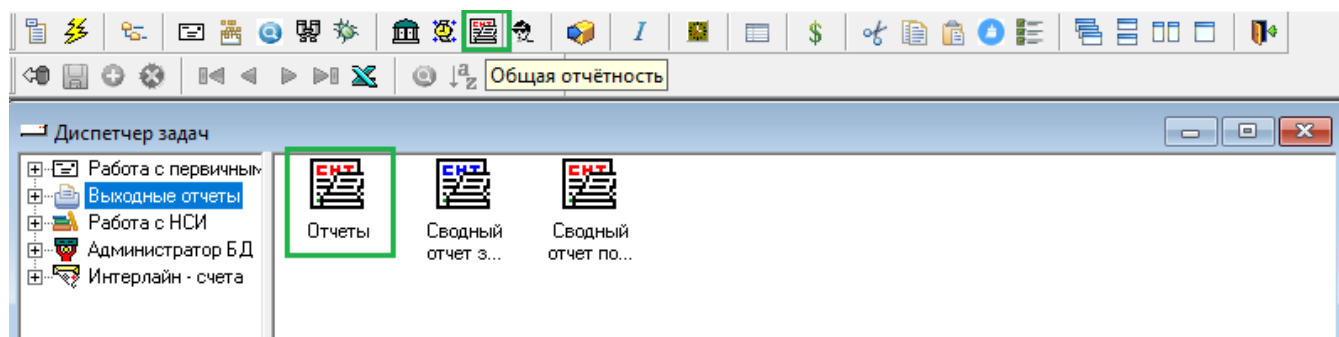 Общая отчётность
Диспетчер задач
Работа с первичным
Выходные отчеты
Работа с НСИ
Администратор БД
Интерлайн - счета
Отчеты
Сводный
отчет з...
Сводный
отчет по...